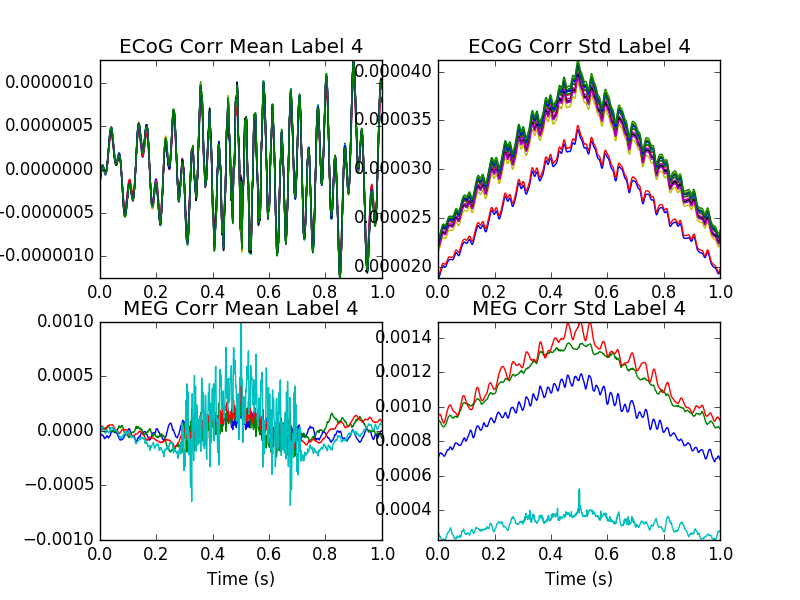 ECoG Corr Mean Label 4
0.0000010
0.0000005
0.0000000
−0.0000005
−0.0000010
0.0 0.2 0.4 0.6 0.8 1.0
ECoG Corr Std Label 4
0.000040
0.000035
0.000030
0.000025
0.000020
0.0 0.2 0.4 0.6 0.8 1.0
MEG Corr Mean Label 4
0.0010
0.0005
0.0000
−0.0005
−0.0010
0.0 0.2 0.4 0.6 0.8 1.0
Time (s)
MEG Corr Std Label 4
0.0014
0.0012
0.0010
0.0008
0.0006
0.0004
0.0 0.2 0.4 0.6 0.8 1.0
Time (s)